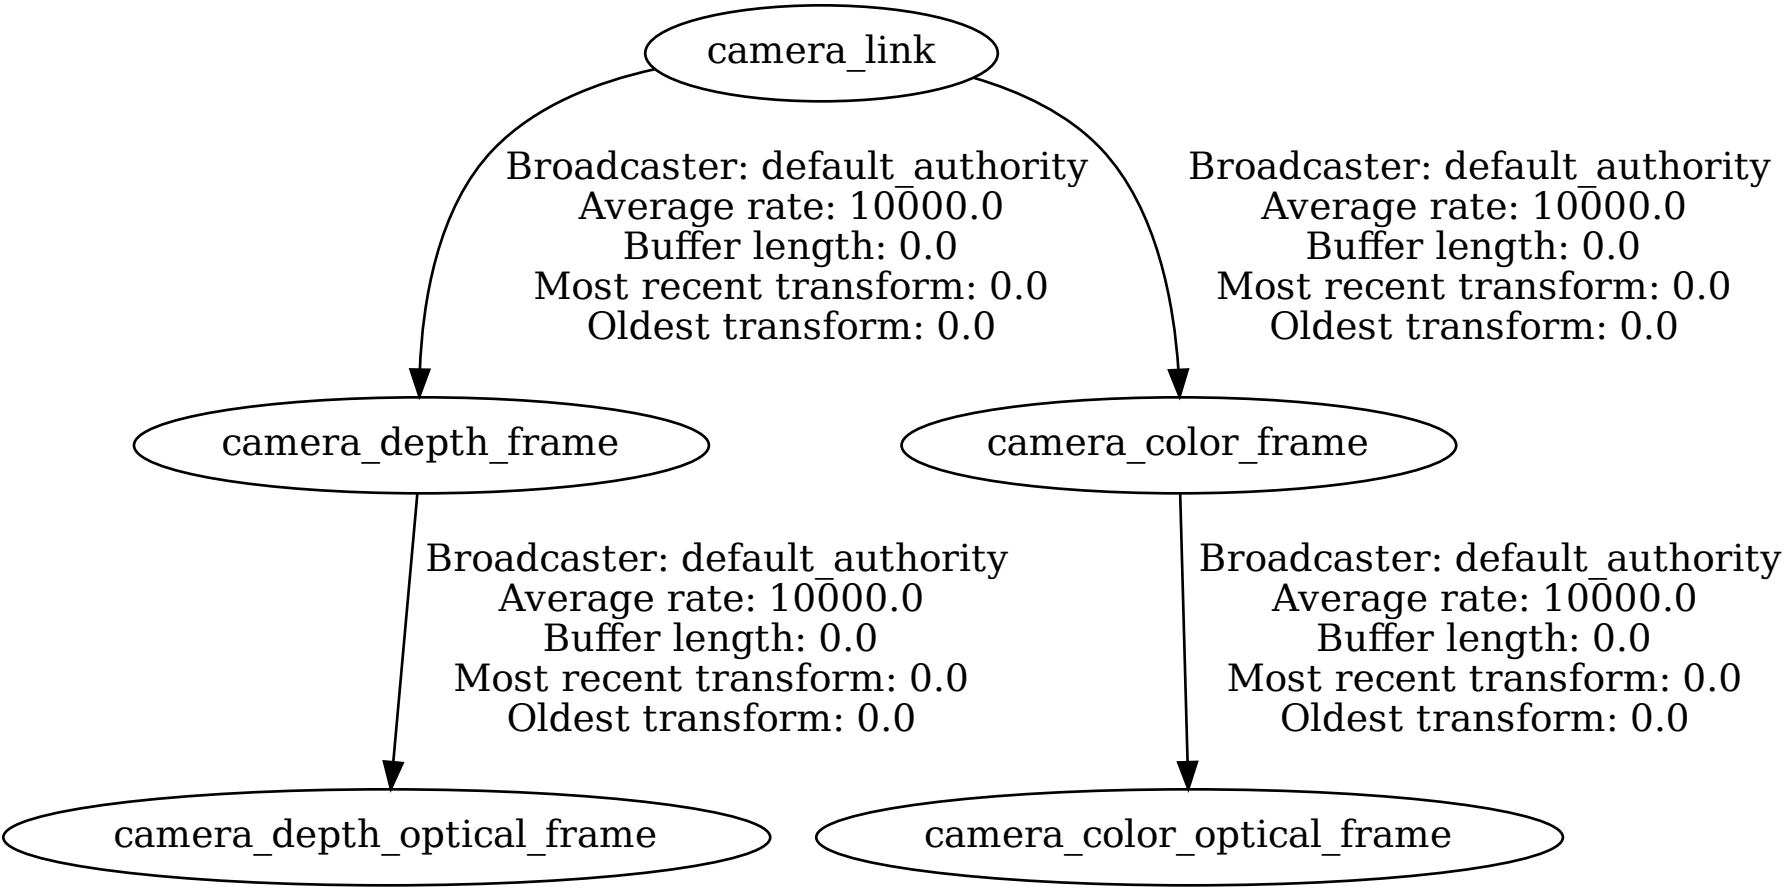 camera_link
Broadcaster: default_authority
Average rate: 10000.0
Buffer length: 0.0
Most recent transform: 0.0
Oldest transform: 0.0
Broadcaster: default_authority
Average rate: 10000.0
Buffer length: 0.0
Most recent transform: 0.0
Oldest transform: 0.0
camera_depth_frame
camera_color_frame
Broadcaster: default_authority
Average rate: 10000.0
Buffer length: 0.0
Most recent transform: 0.0
Oldest transform: 0.0
Broadcaster: default_authority
Average rate: 10000.0
Buffer length: 0.0
Most recent transform: 0.0
Oldest transform: 0.0
camera_depth_optical_frame
camera_color_optical_frame